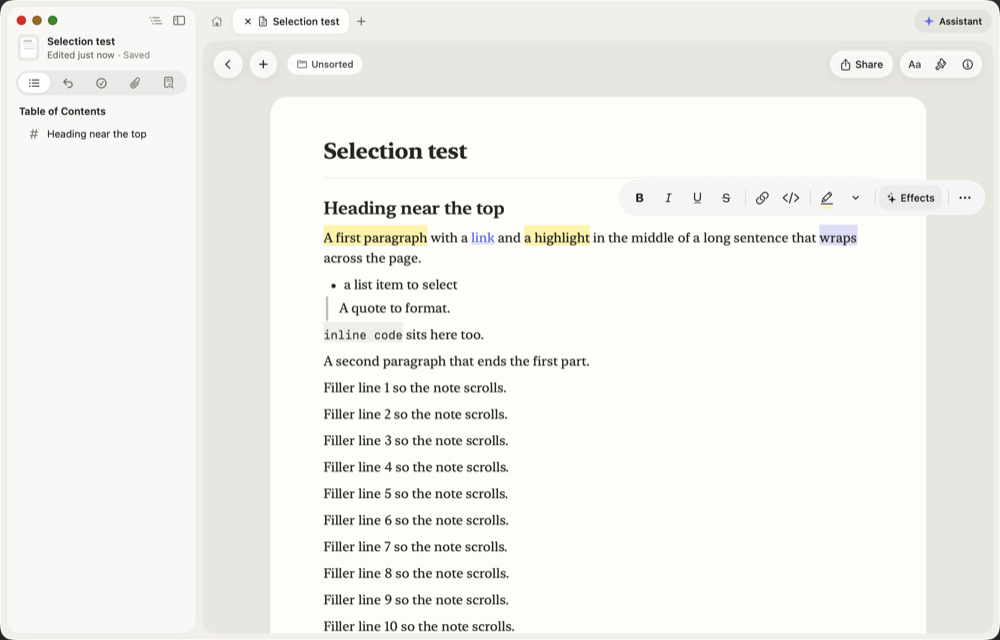 Selection test
Edited just now · Saved
Table of Contents
# Heading near the top
Selection test
Assistant
Unsorted
Share
Aa
Selection test
B I U S </> Effects
Heading near the top
A first paragraph with a link and a highlight in the middle of a long sentence that wraps
across the page.
• a list item to select
A quote to format.
inline code sits here too.
A second paragraph that ends the first part.
Filler line 1 so the note scrolls.
Filler line 2 so the note scrolls.
Filler line 3 so the note scrolls.
Filler line 4 so the note scrolls.
Filler line 5 so the note scrolls.
Filler line 6 so the note scrolls.
Filler line 7 so the note scrolls.
Filler line 8 so the note scrolls.
Filler line 9 so the note scrolls.
Filler line 10 so the note scrolls.